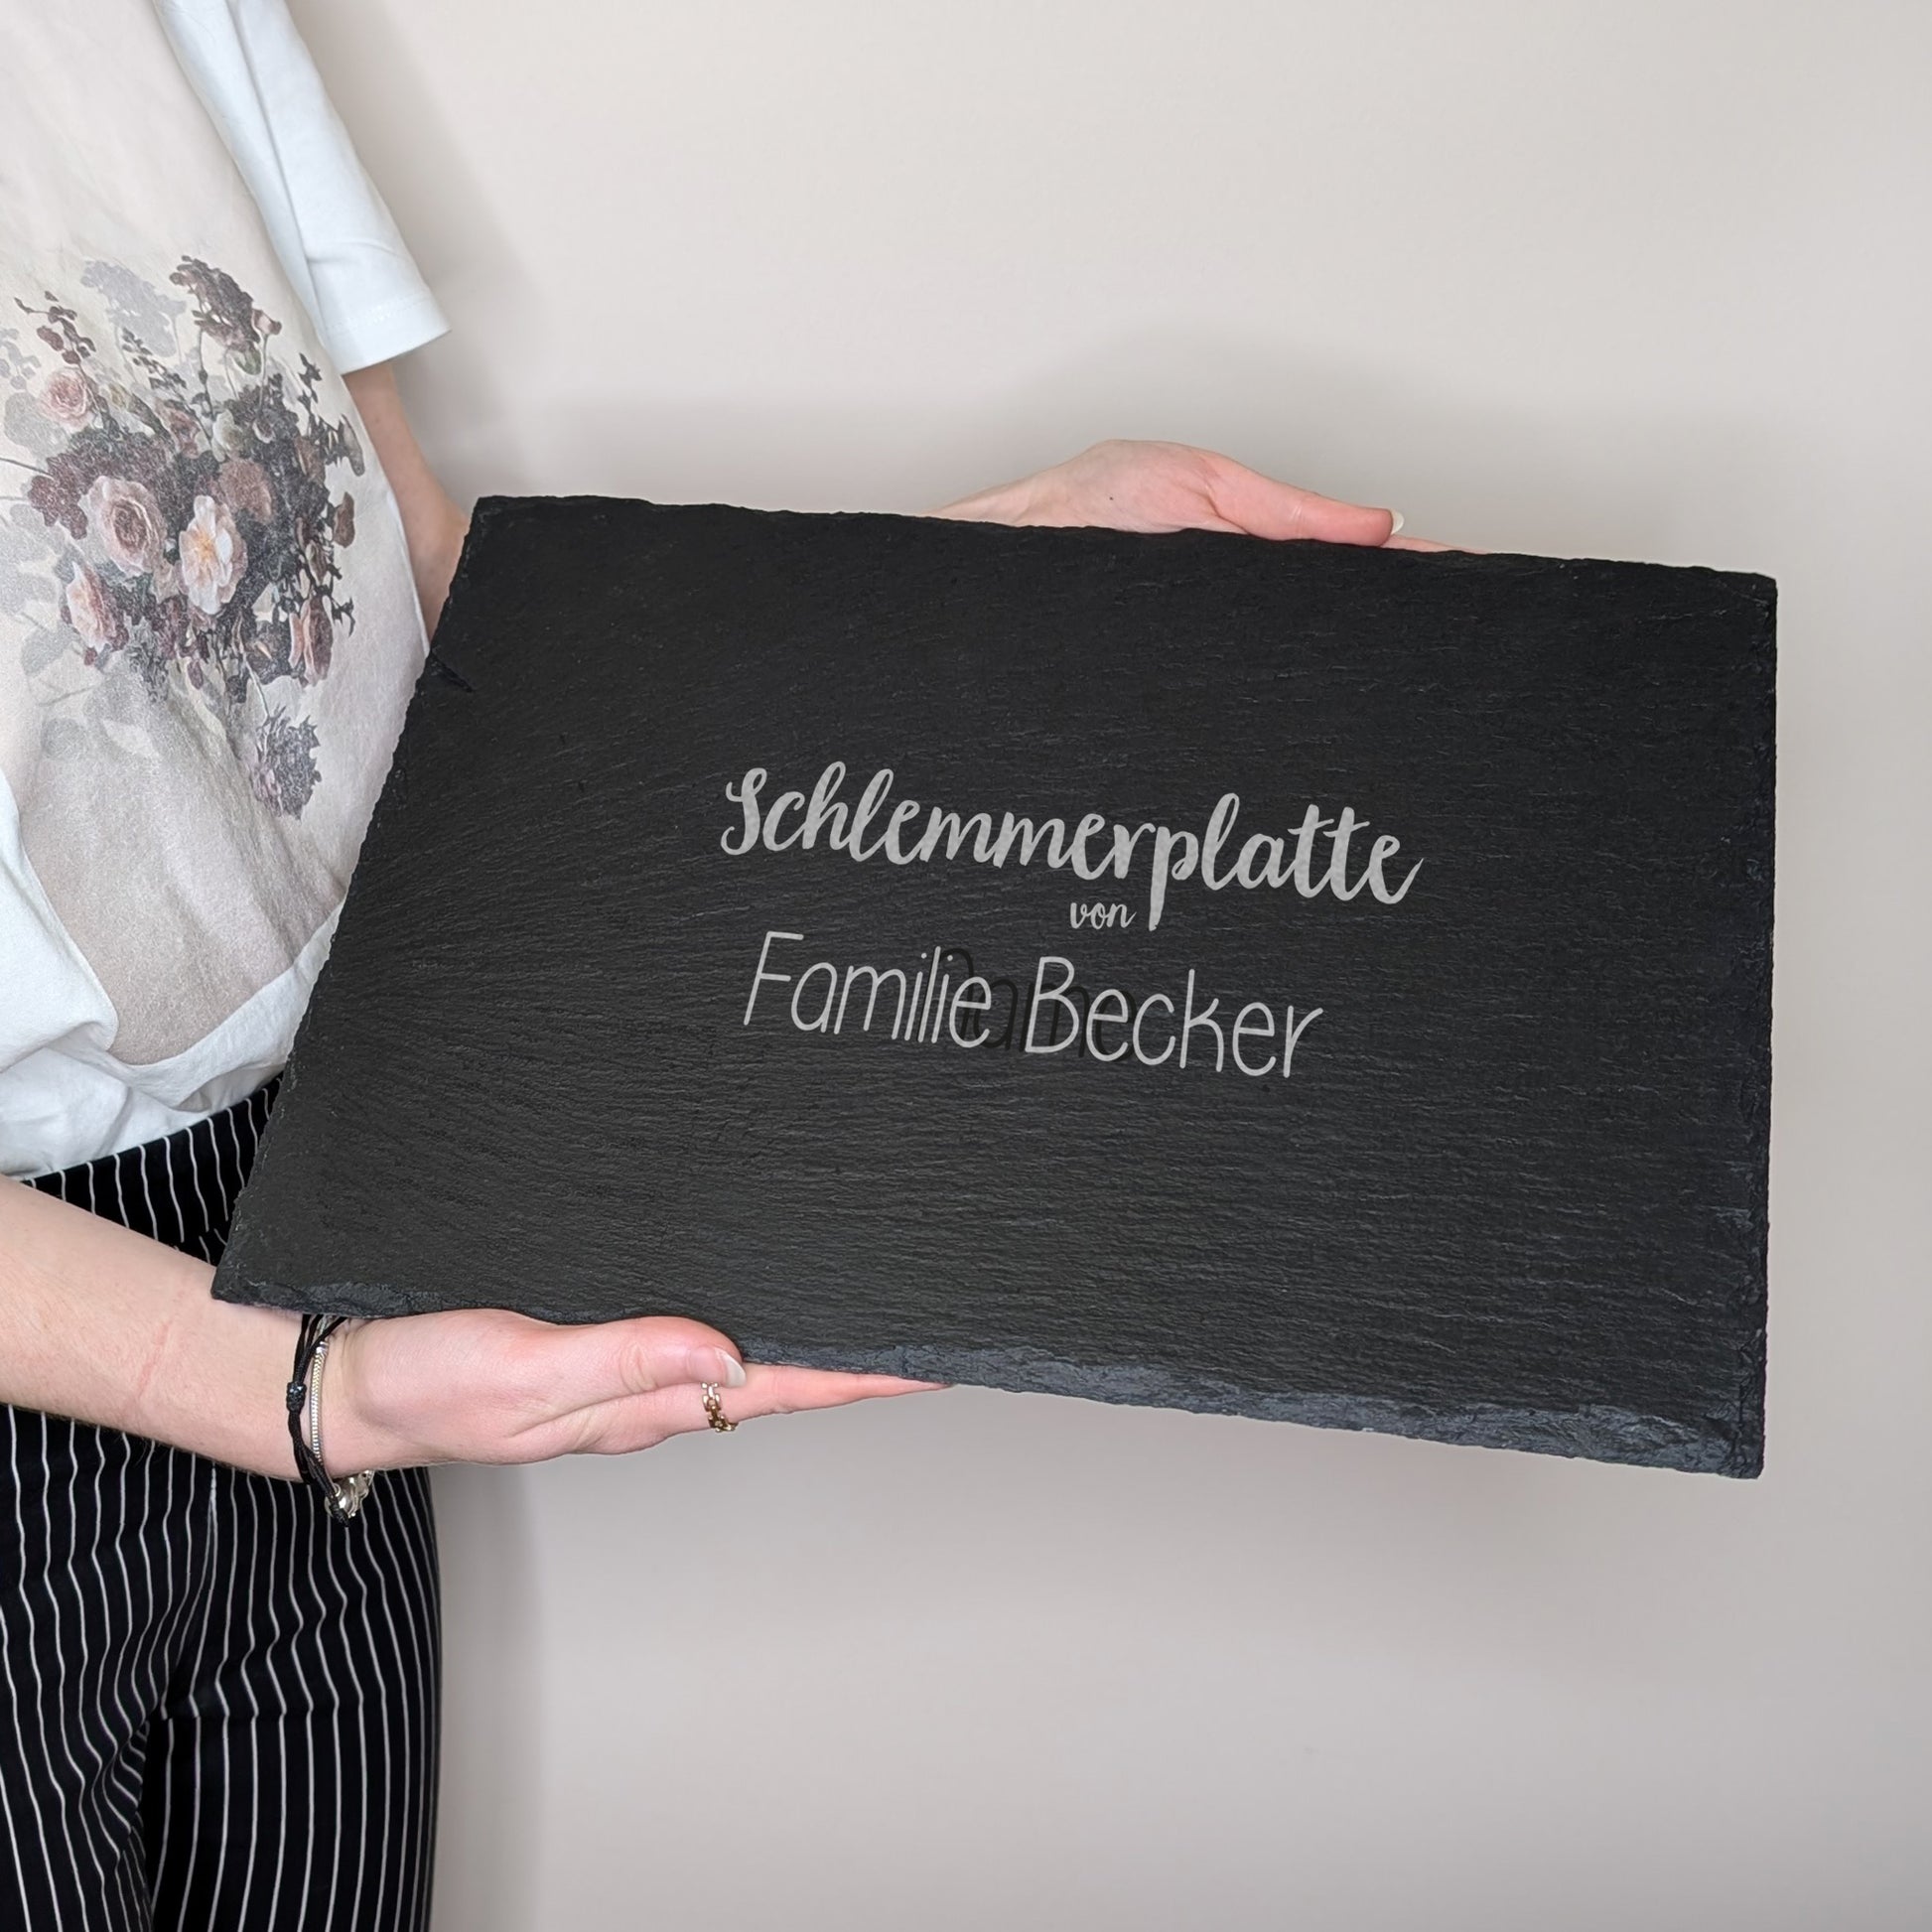 Schlemmerplatte
von
Familie Becker